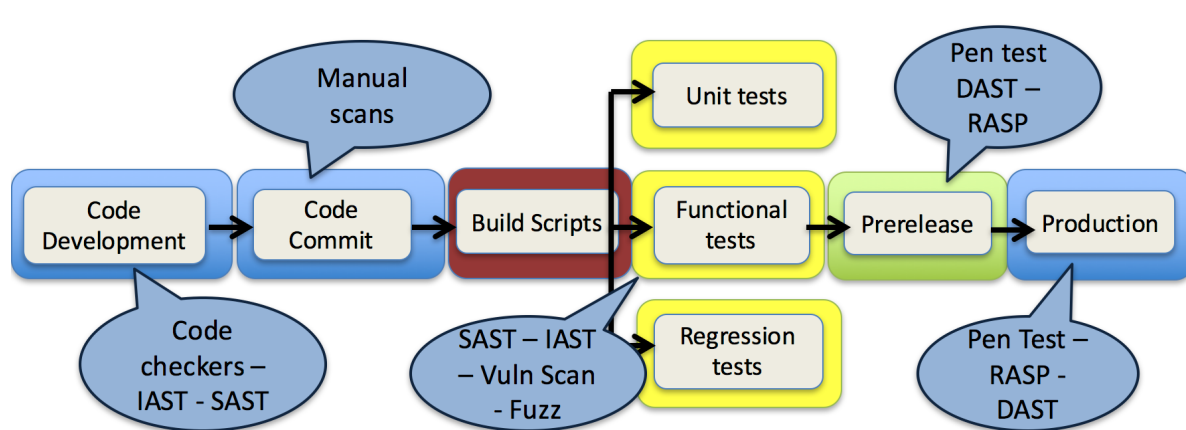 Manual
scans
Pen test
DAST –
RASP
Unit tests
Code
Development
Code
Commit
Build Scripts
Functional
tests
Prerelease
Production
Code
checkers –
IAST - SAST
SAST – IAST
– Vuln Scan
- Fuzz
Regression
tests
Pen Test –
RASP -
DAST